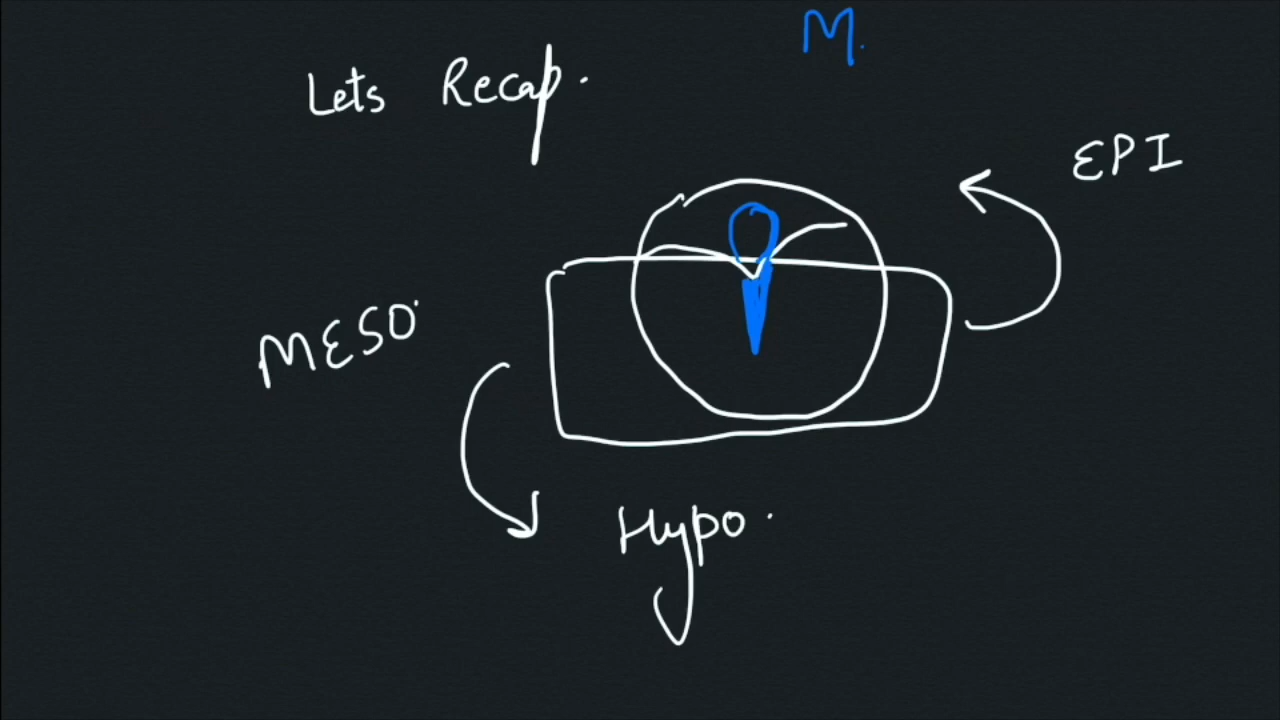 M.
Lets Recap.
EPI
MESO
Hypo.